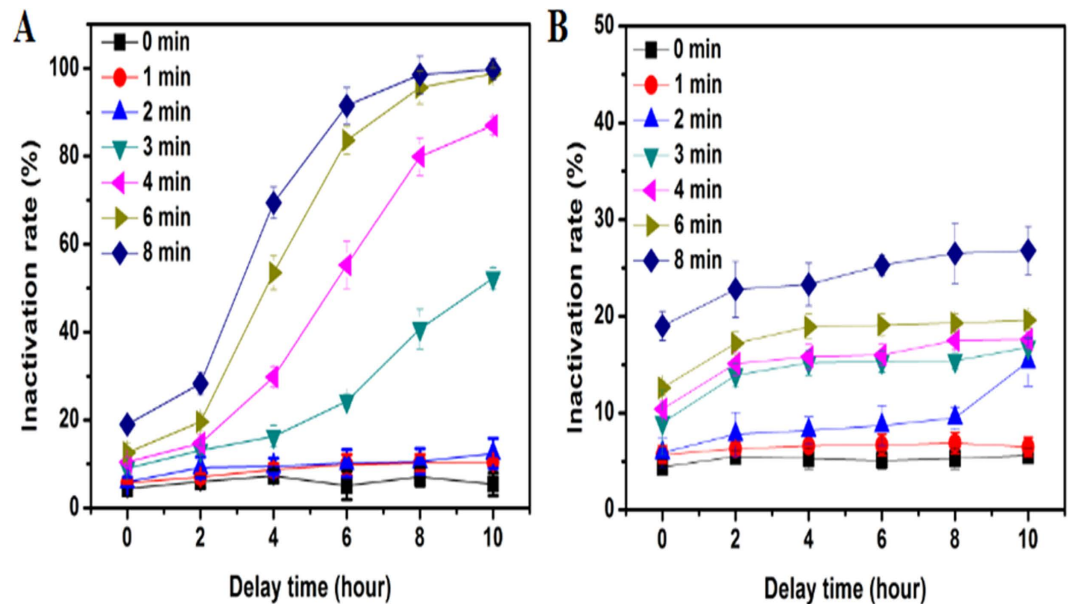 A
0 min
1 min
2 min
3 min
4 min
6 min
8 min
Inactivation rate (%)
100
80
60
40
20
0
0 2 4 6 8 10
Delay time (hour)
B
0 min
1 min
2 min
3 min
4 min
6 min
8 min
Inactivation rate (%)
50
40
30
20
10
0
0 2 4 6 8 10
Delay time (hour)